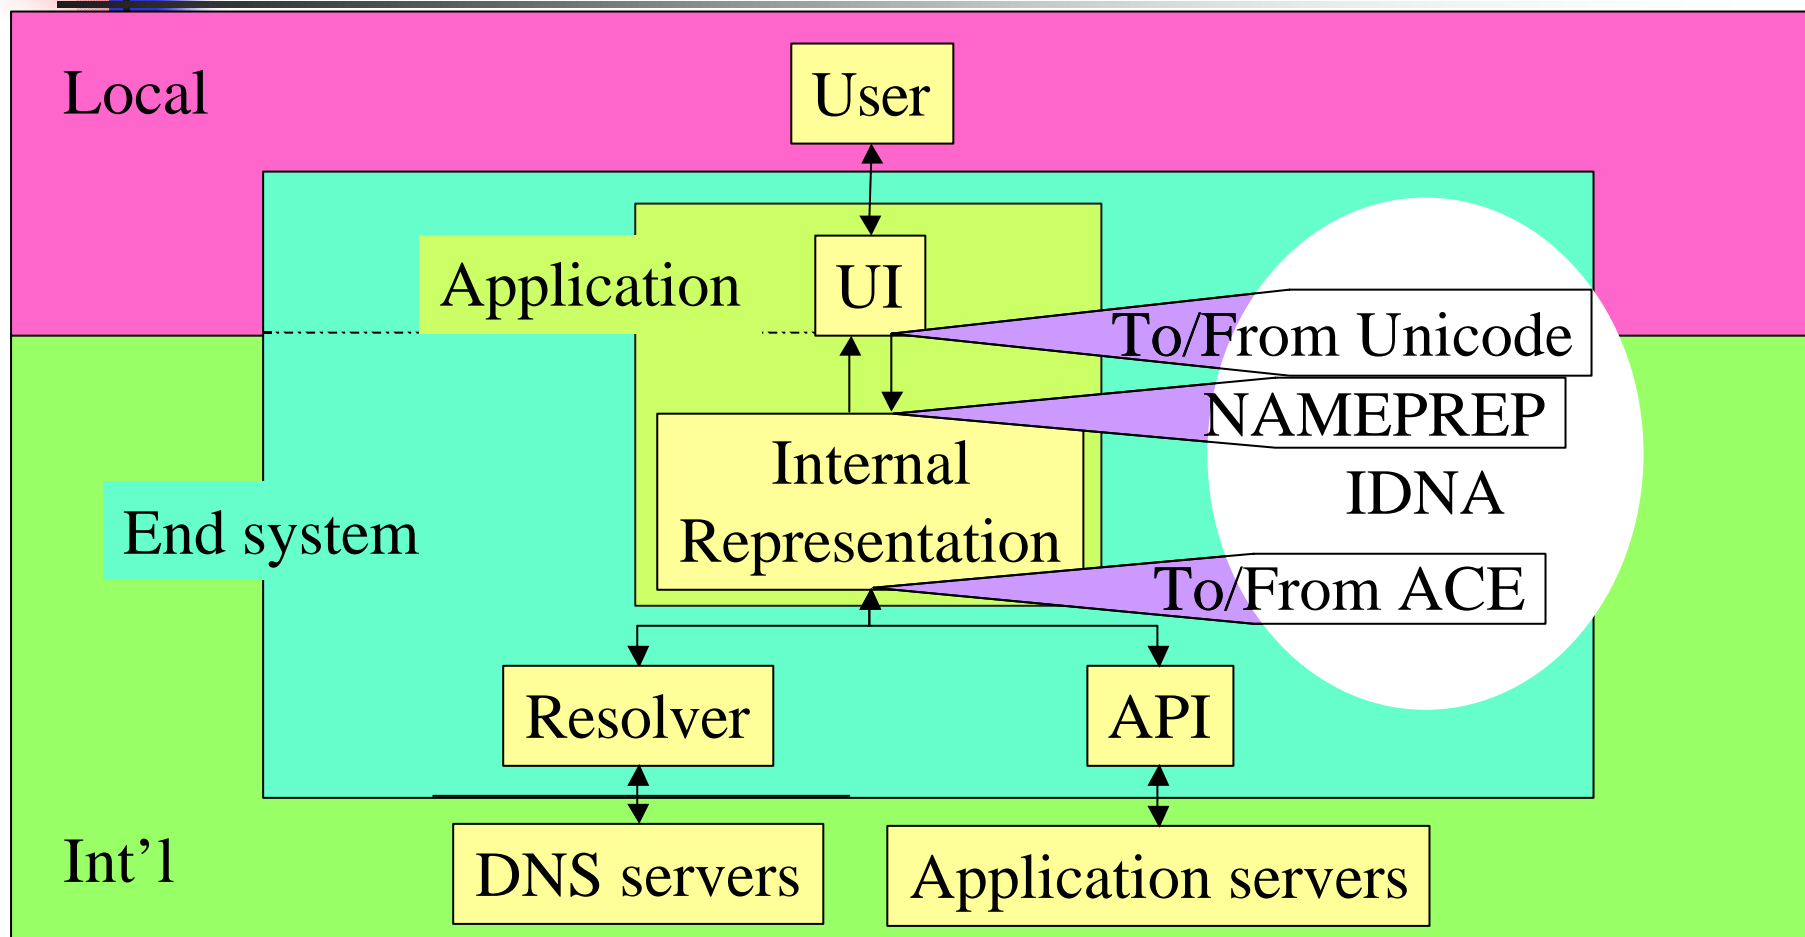 Local
User
Application
UI
To/From Unicode
NAMEPREP
Internal
Representation
IDNA
End system
To/From ACE
Resolver
API
Int’l
DNS servers
Application servers